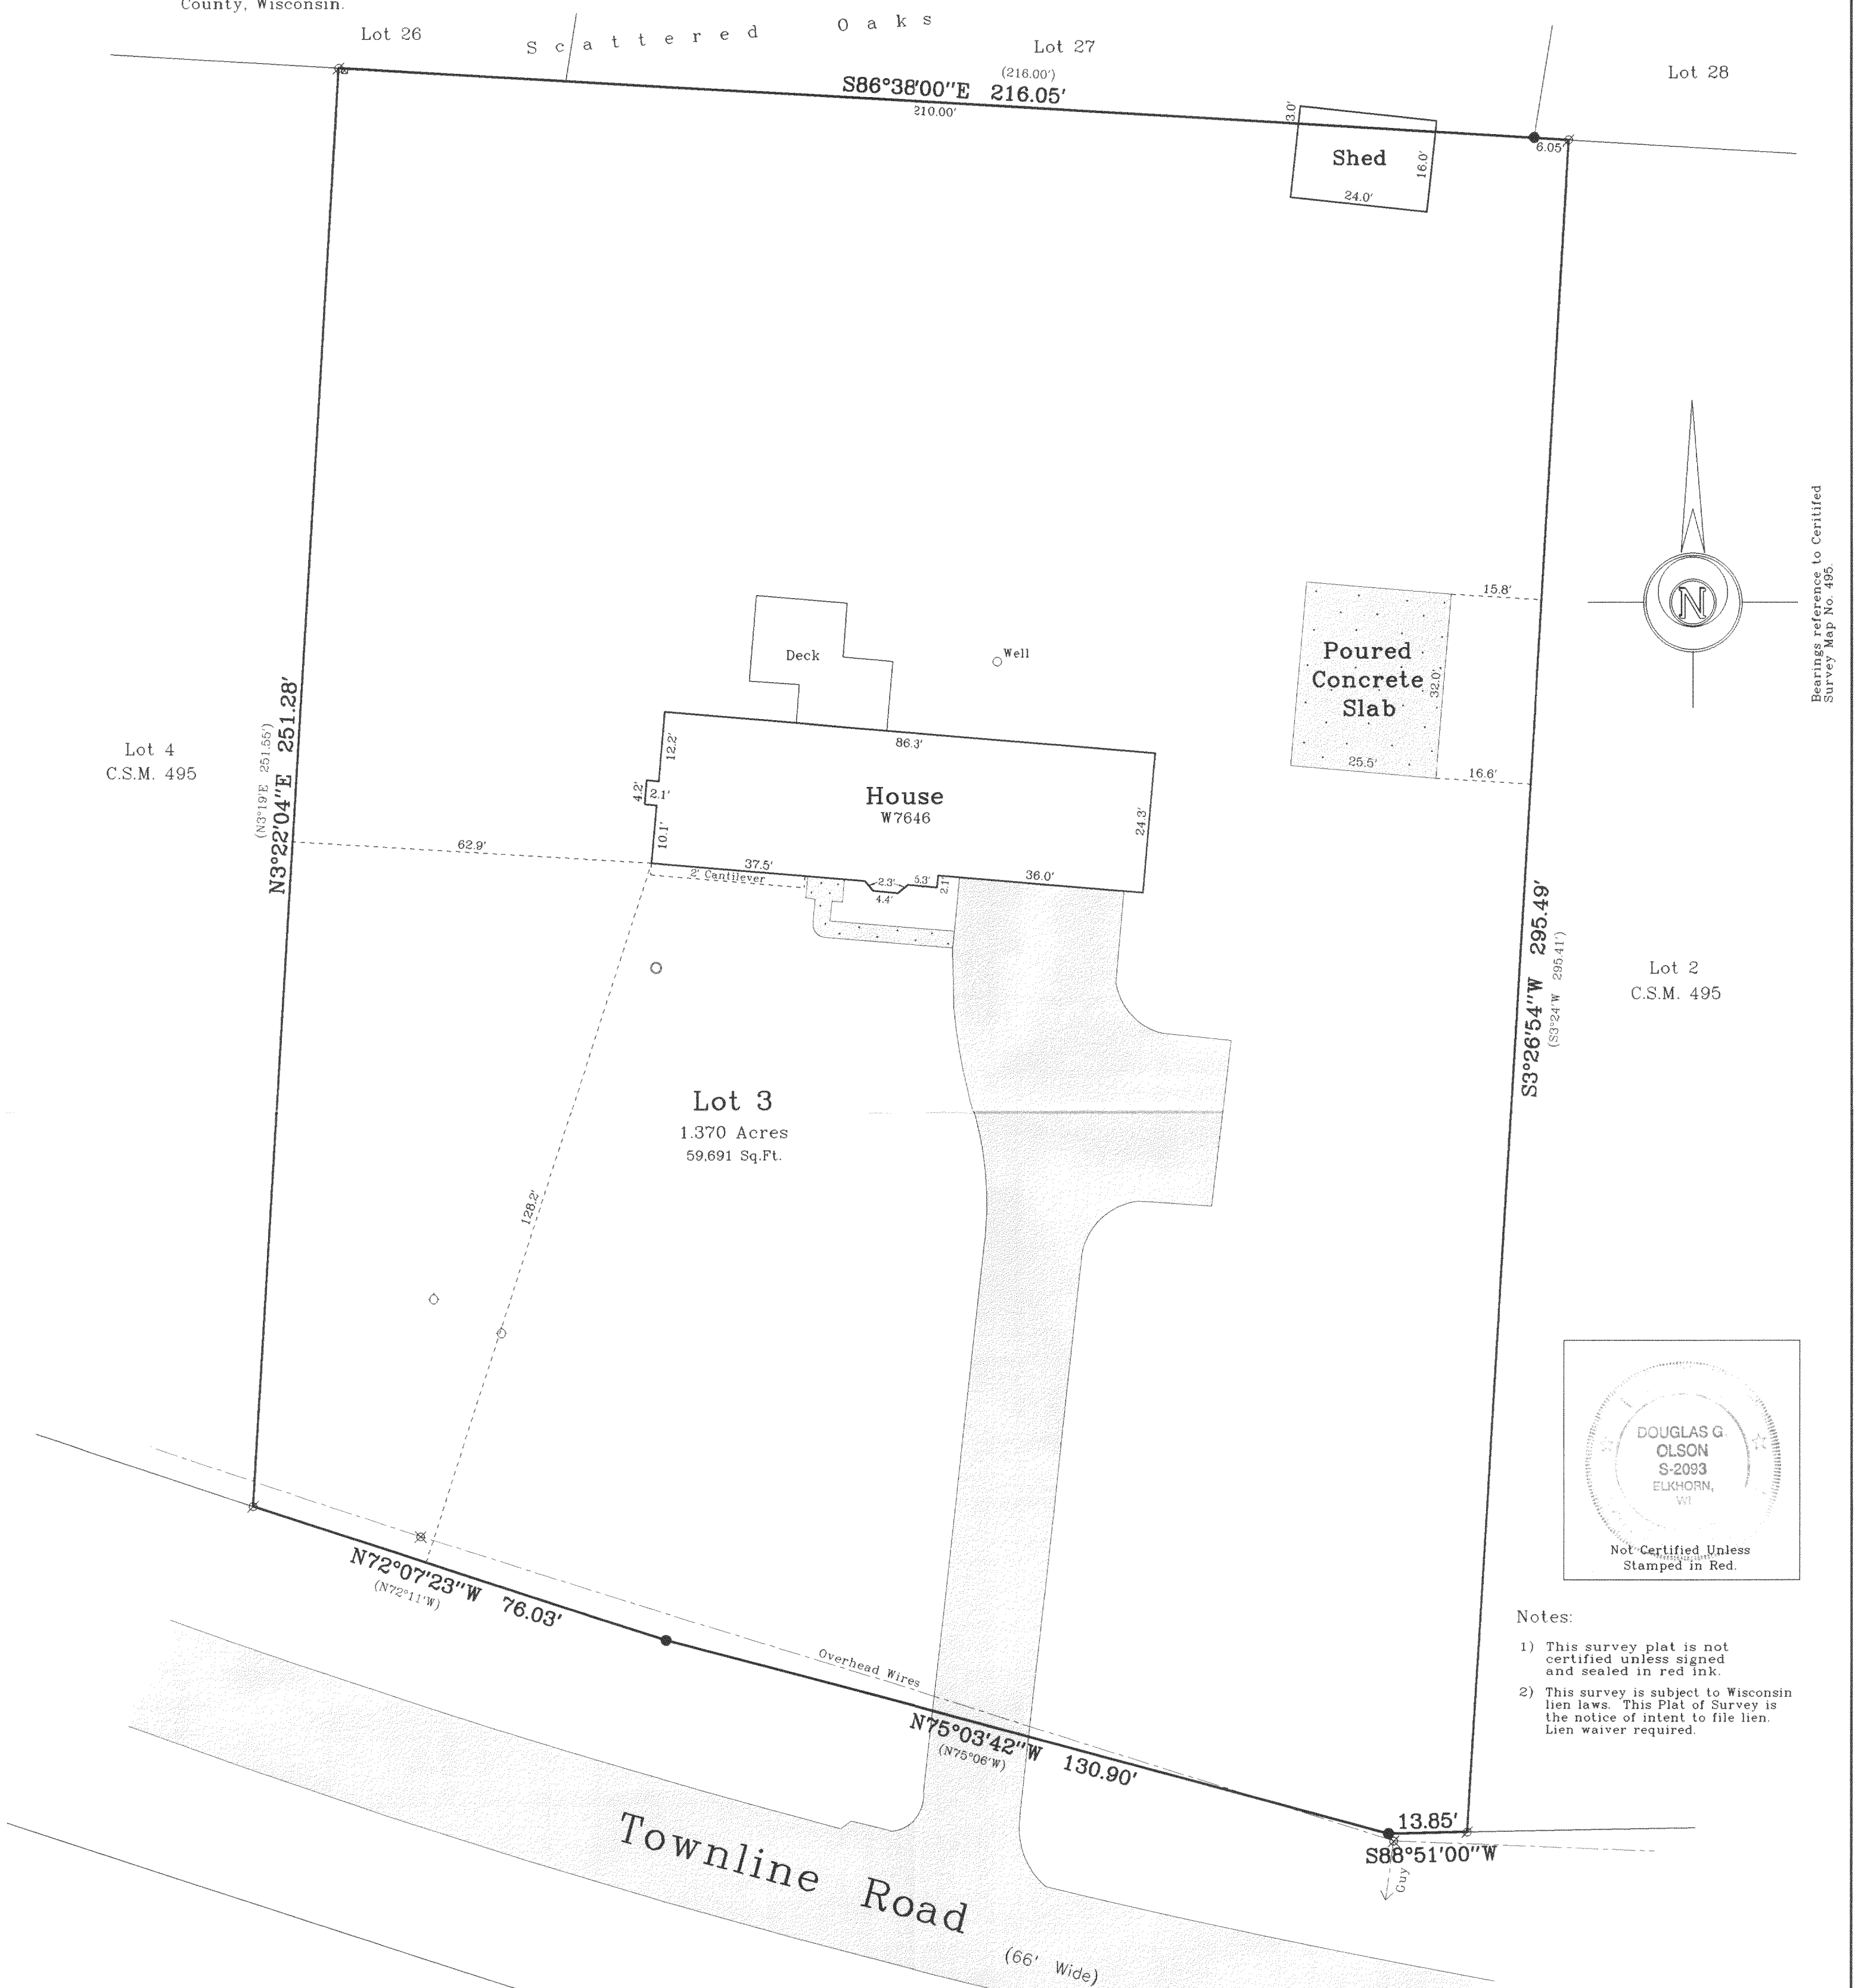 County, Wisconsin.
Lot 26
Scattered Oaks
Lot 27
Lot 28
(216.00')
S86°38'00"E 216.05'
210.00'
3.0'
Shed
16.0'
24.0'
6.05'
Bearings reference to Ceritifed
Survey Map No. 495.
N
15.8'
Poured
Concrete
Slab
32.0'
25.5'
16.6'
Deck
Well
Lot 4
C.S.M. 495
(N3°19'E 251.55')
N3°22'04"E 251.28'
12.2'
4.2'
2.1'
10.1'
86.3'
House
W7646
24.3'
62.9'
37.5'
2' Cantilever
2.3'
5.3'
2.1'
4.4'
36.0'
S3°26'54"W 295.49'
(S3°24'W 295.41')
Lot 2
C.S.M. 495
Lot 3
1.370 Acres
59,691 Sq.Ft.
128.2'
DOUGLAS G.
OLSON
S-2093
ELKHORN,
WI
Not Certified Unless
Stamped in Red.
N72°07'23"W 76.03'
(N72°11'W)
Overhead Wires
N75°03'42"W 130.90'
(N75°06'W)
13.85'
S88°51'00"W
Guy
Notes:
1) This survey plat is not
certified unless signed
and sealed in red ink.
2) This survey is subject to Wisconsin
lien laws. This Plat of Survey is
the notice of intent to file lien.
Lien waiver required.
Townline Road
(66' Wide)